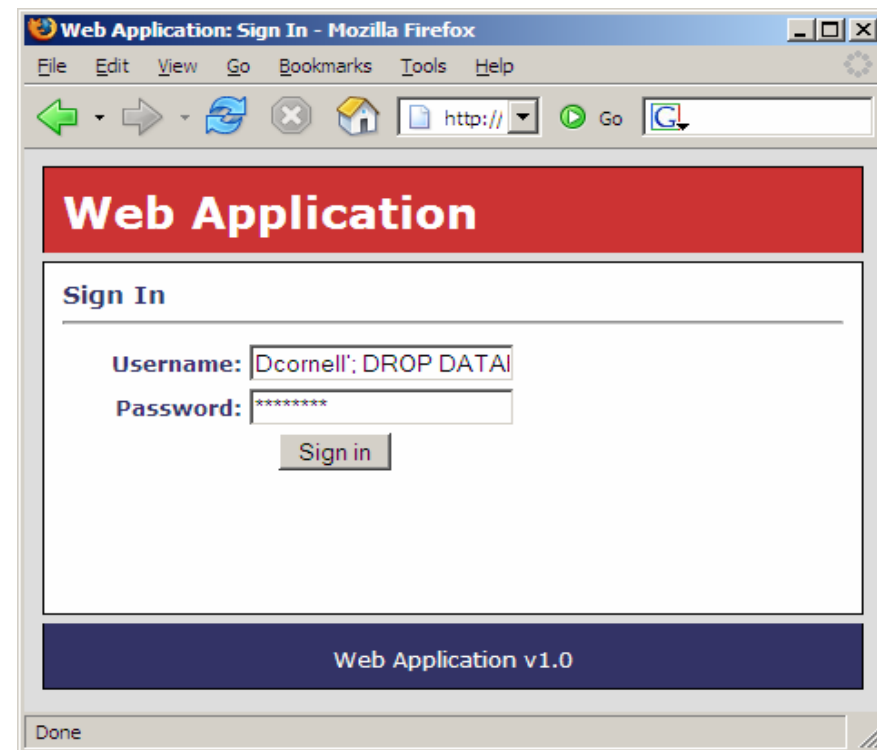 Web Application: Sign In - Mozilla Firefox
File Edit View Go Bookmarks Tools Help
http:// Go G
Web Application
Sign In
Username: Dcornell'; DROP DATAI
Password: ********
Sign in
Web Application v1.0
Done